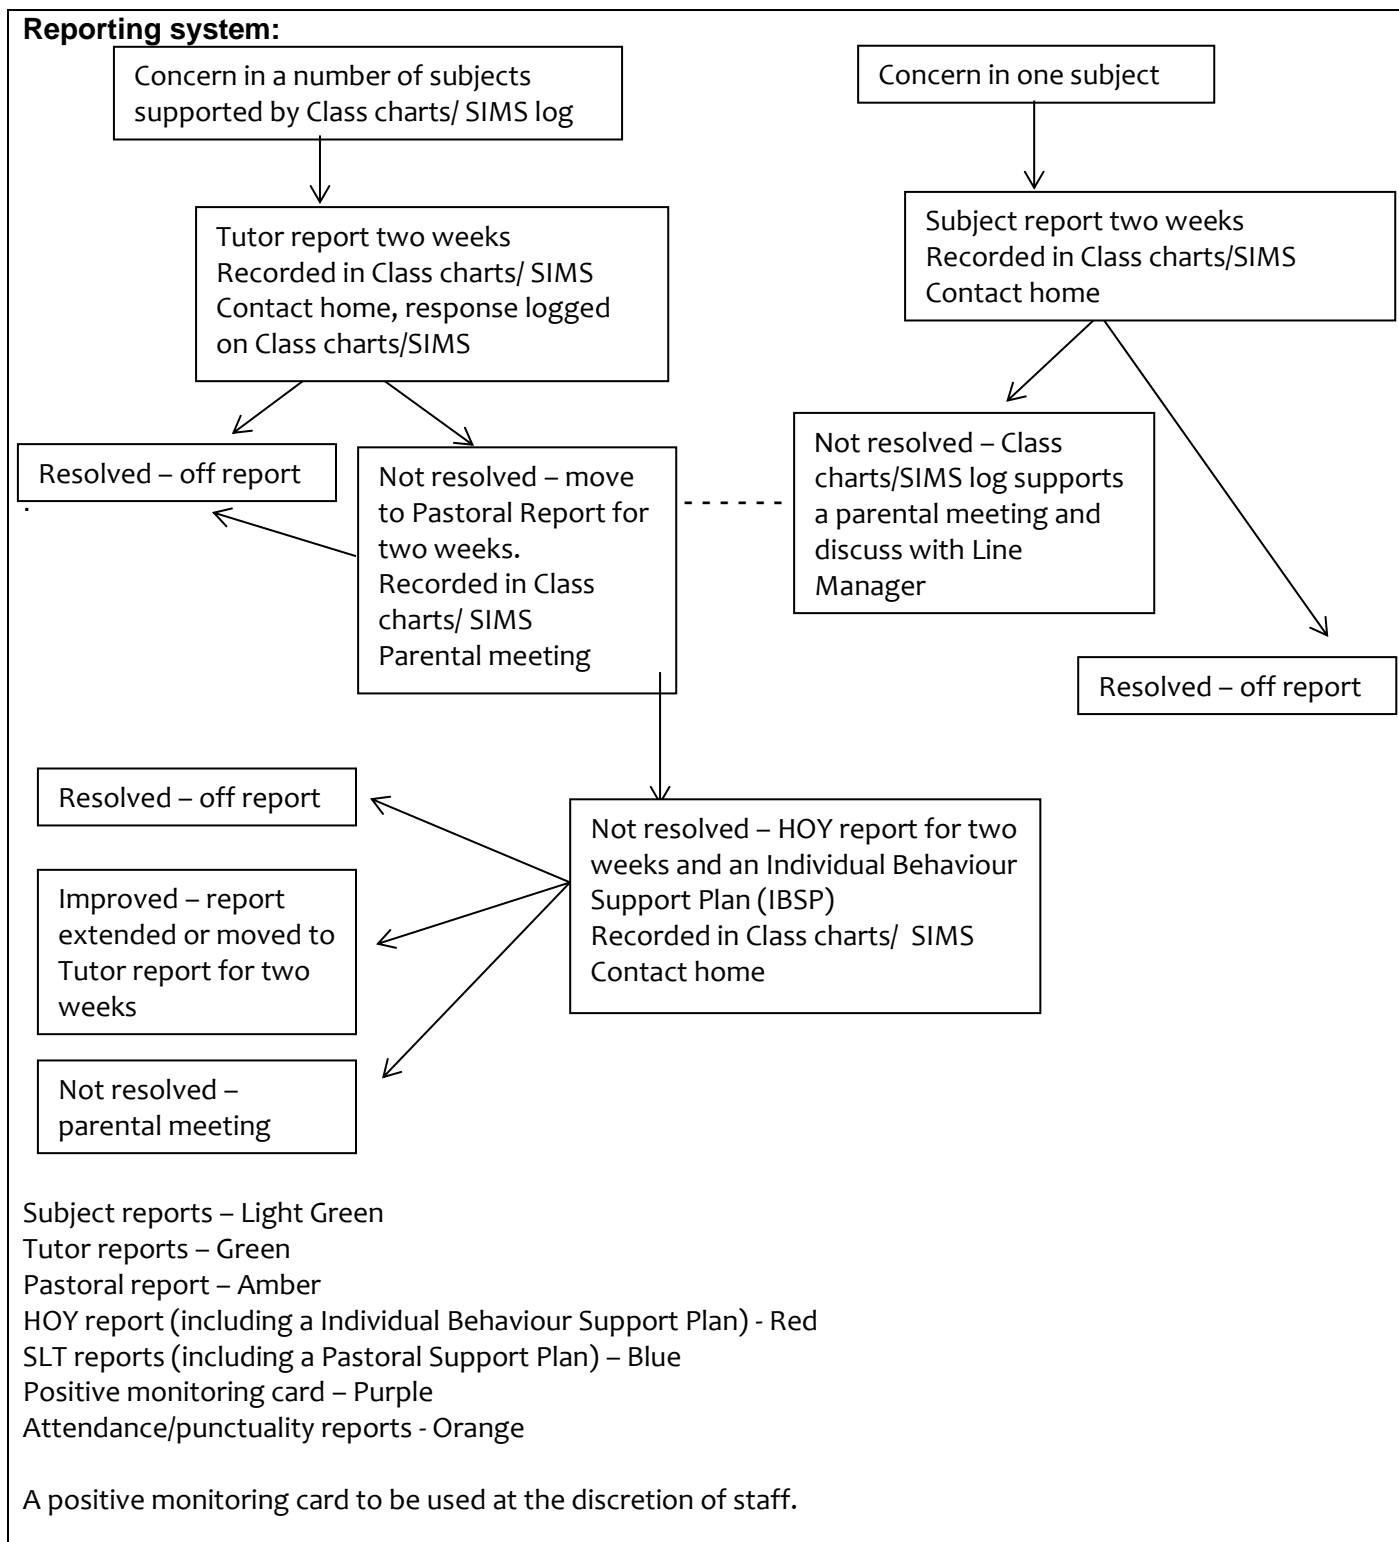 Reporting system:
Concern in a number of subjects
supported by Class charts/ SIMS log
Concern in one subject
Tutor report two weeks
Recorded in Class charts/ SIMS
Contact home, response logged
on Class charts/SIMS
Subject report two weeks
Recorded in Class charts/SIMS
Contact home
Resolved – off report
.
Not resolved – move
to Pastoral Report for
two weeks.
Recorded in Class
charts/ SIMS
Parental meeting
Not resolved – Class
charts/SIMS log supports
a parental meeting and
discuss with Line
Manager
Resolved – off report
Resolved – off report
Improved – report
extended or moved to
Tutor report for two
weeks
Not resolved –
parental meeting
Not resolved – HOY report for two
weeks and an Individual Behaviour
Support Plan (IBSP)
Recorded in Class charts/ SIMS
Contact home
Subject reports – Light Green
Tutor reports – Green
Pastoral report – Amber
HOY report (including a Individual Behaviour Support Plan) - Red
SLT reports (including a Pastoral Support Plan) – Blue
Positive monitoring card – Purple
Attendance/punctuality reports - Orange
A positive monitoring card to be used at the discretion of staff.